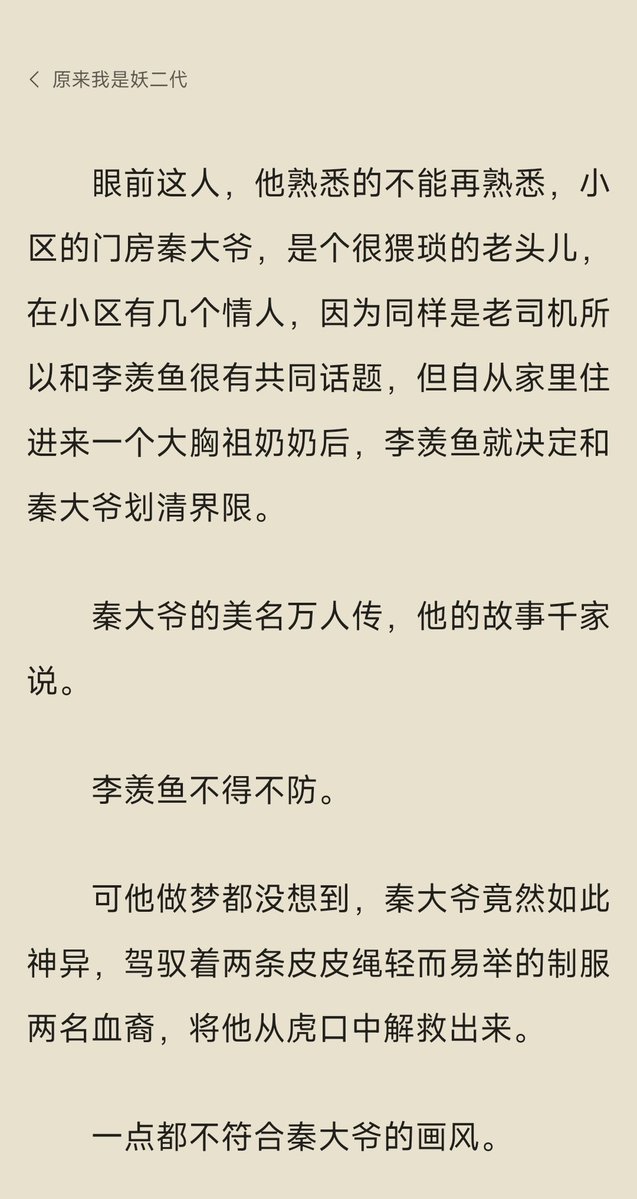 原来我是妖二代
眼前这人，他熟悉的不能再熟悉，小
区的门房秦大爷，是个很猥琐的老头儿，
在小区有几个情人，因为同样是老司机所
以和李羡鱼很有共同话题，但自从家里住
进来一个大胸祖奶奶后，李羡鱼就决定和
秦大爷划清界限。
秦大爷的美名万人传，他的故事千家
说。
李羡鱼不得不防。
可他做梦都没想到，秦大爷竟然如此
神异，驾驭着两条皮皮绳轻而易举的制服
两名血裔，将他从虎口中解救出来。
一点都不符合秦大爷的画风。